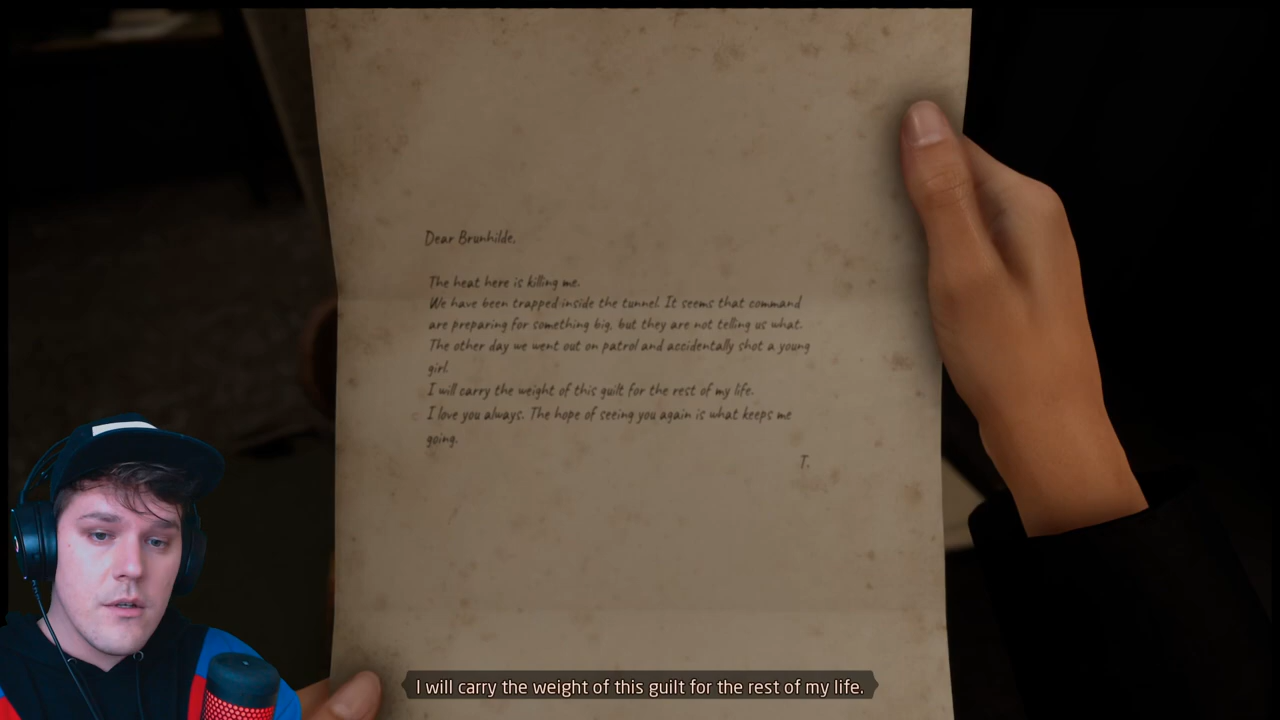 Dear Brunhilde,
The heat here is killing me.
We have been trapped inside the tunnel. It seems that command
are preparing for something big, but they are not telling us what.
The other day we went out on patrol and accidentally shot a young
girl.
I will carry the weight of this guilt for the rest of my life.
I love you always. The hope of seeing you again is what keeps me
going.
T.
I will carry the weight of this guilt for the rest of my life.